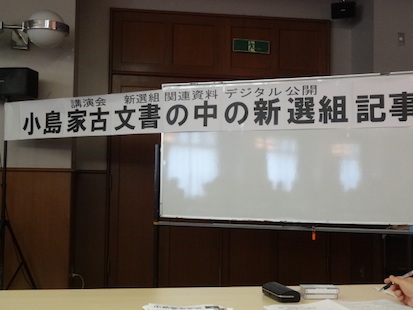 講演会 新選組 関連資料 デジタル公開
小島家古文書の中の新選組記事